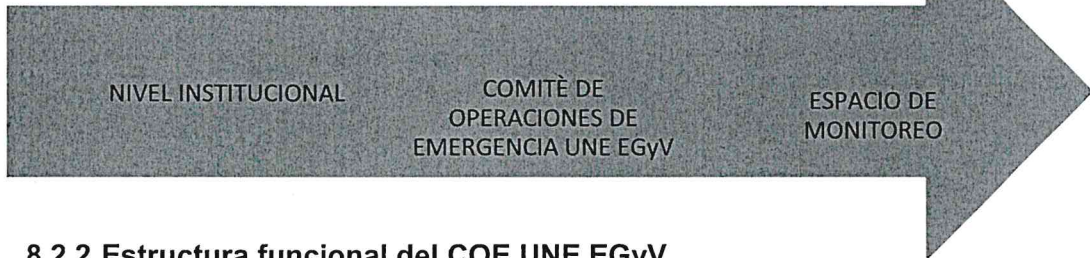 NIVEL INSTITUCIONAL
COMITÈ DE
OPERACIONES DE
EMERGENCIA UNE EGyV
ESPACIO DE
MONITOREO
8.2.2 Estructura funcional del COE UNE EGyV